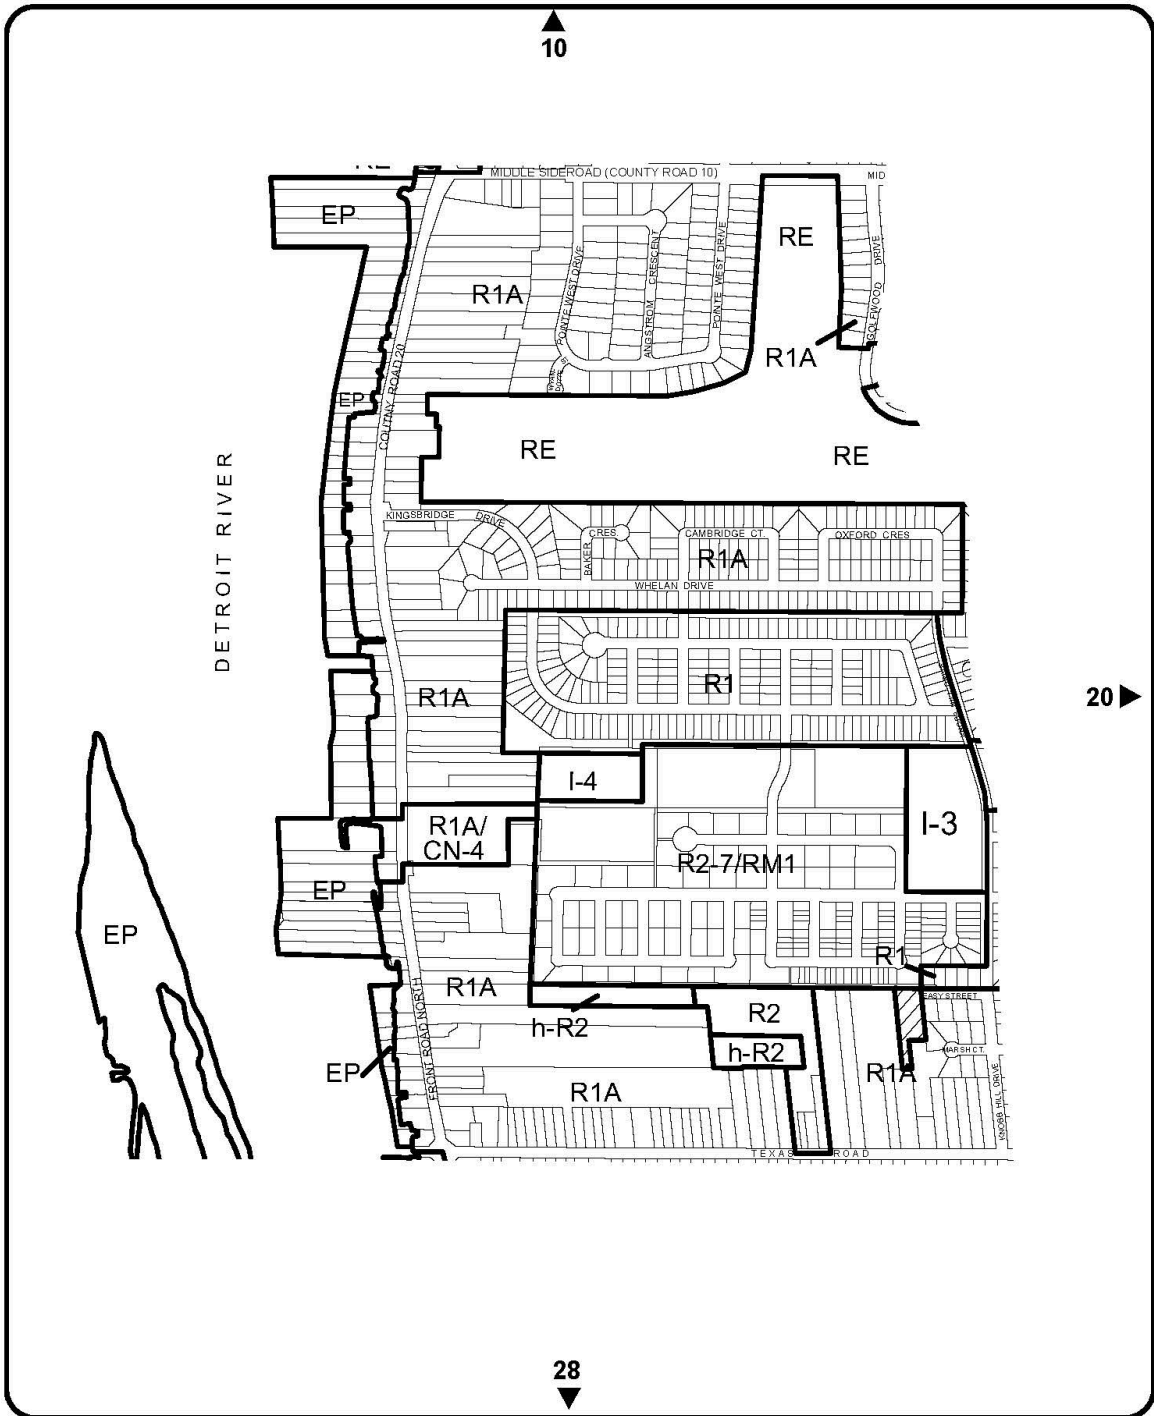 10
MIDDLE SIDEROAD (COUNTY ROAD 10)
MID
EP
RE
R1A
POINTE WEST DRIVE
ANGSTROM CRESCENT
POINTE WEST DRIVE
GOLFWOOD DRIVE
R1A
EP
COUTNY ROAD 20
RE
RE
DETROIT RIVER
KINGSBRIDGE DRIVE
BAKER CRES
CAMBRIDGE CT.
OXFORD CRES
R1A
WHELAN DRIVE
R1A
R1
20
I-4
R1A/
CN-4
I-3
R2-7/RM1
EP
EP
R1
R1A
EASY STREET
h-R2
R2
h-R2
MARSH CT.
EP
FRONT ROAD NORTH
R1A
R1A
KNOBB HILL DRIVE
TEXAS ROAD
28